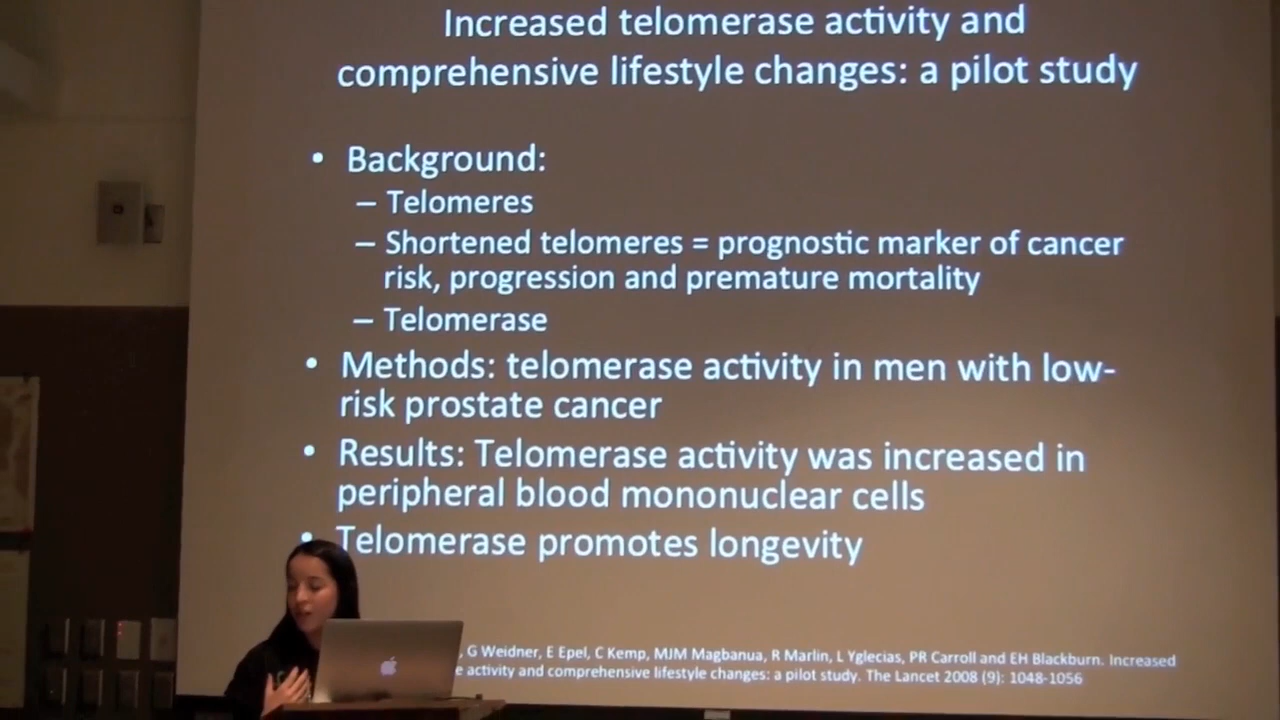 Increased telomerase activity and
comprehensive lifestyle changes: a pilot study
• Background:
– Telomeres
– Shortened telomeres = prognostic marker of cancer
risk, progression and premature mortality
– Telomerase
• Methods: telomerase activity in men with low-
risk prostate cancer
• Results: Telomerase activity was increased in
peripheral blood mononuclear cells
• Telomerase promotes longevity
, G Weidner, E Epel, C Kemp, MJM Magbanua, R Marlin, L Yglecias, PR Carroll and EH Blackburn. Increased
e activity and comprehensive lifestyle changes: a pilot study. The Lancet 2008 (9): 1048-1056